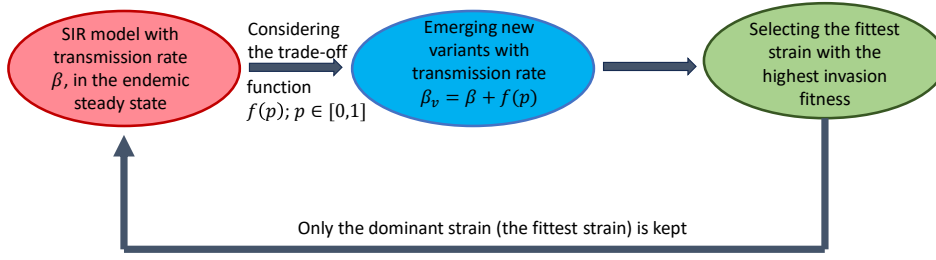 SIR model with
transmission rate
β, in the endemic
steady state
Considering
the trade-off
function
f(p); p ∈ [0,1]
Emerging new
variants with
transmission rate
βᵥ = β + f(p)
Selecting the fittest
strain with the
highest invasion
fitness
Only the dominant strain (the fittest strain) is kept